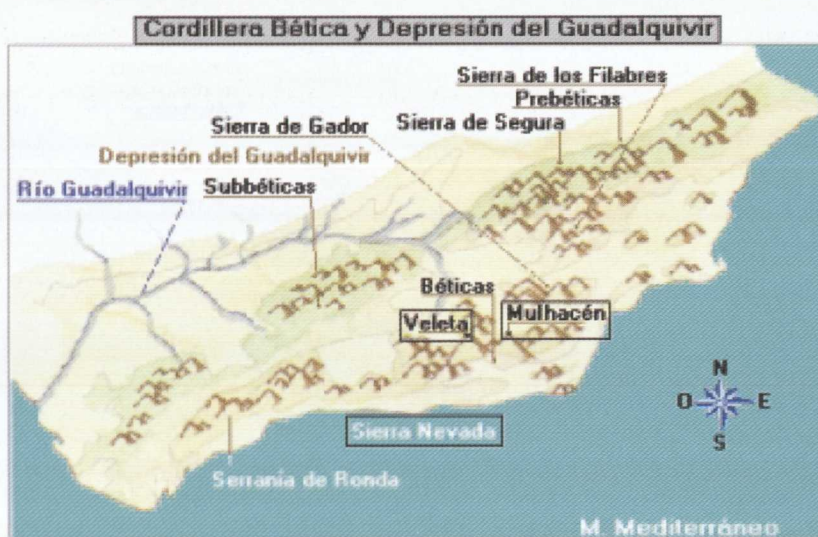 Cordillera Bética y Depresión del Guadalquivir
Sierra de los Filabres
Prebéticas
Sierra de Gador
Sierra de Segura
Depresión del Guadalquivir
Río Guadalquivir
Subbéticas
Béticas
Veleta
Mulhacén
N
O
E
S
Sierra Nevada
Serranía de Ronda
M. Mediterráneo